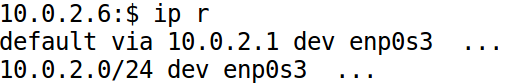 10.0.2.6:$ ip r
default via 10.0.2.1 dev enp0s3  ...
10.0.2.0/24 dev enp0s3  ...